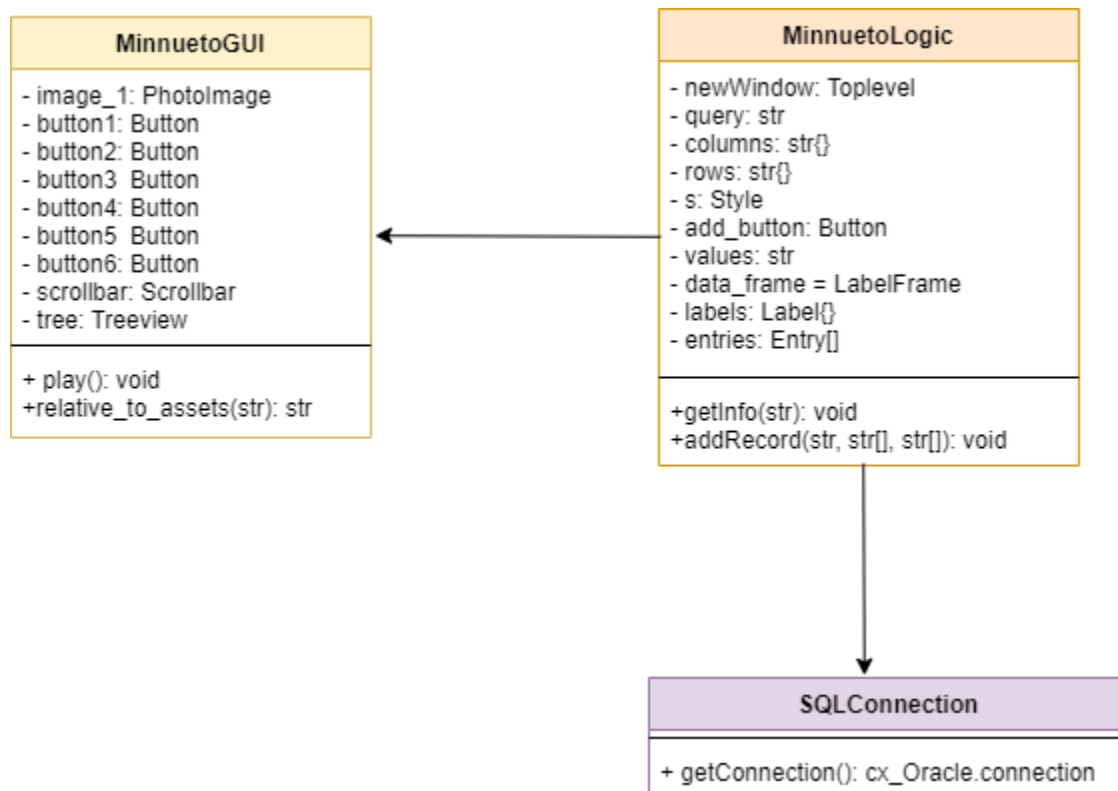 MinnuetoGUI
- image_1: PhotoImage
- button1: Button
- button2: Button
- button3 Button
- button4: Button
- button5 Button
- button6: Button
- scrollbar: Scrollbar
- tree: Treeview
+ play(): void
+relative_to_assets(str): str
MinnuetoLogic
- newWindow: Toplevel
- query: str
- columns: str{}
- rows: str{}
- s: Style
- add_button: Button
- values: str
- data_frame = LabelFrame
- labels: Label{}
- entries: Entry[]
+getInfo(str): void
+addRecord(str, str[], str[]): void
SQLConnection
+ getConnection(): cx_Oracle.connection